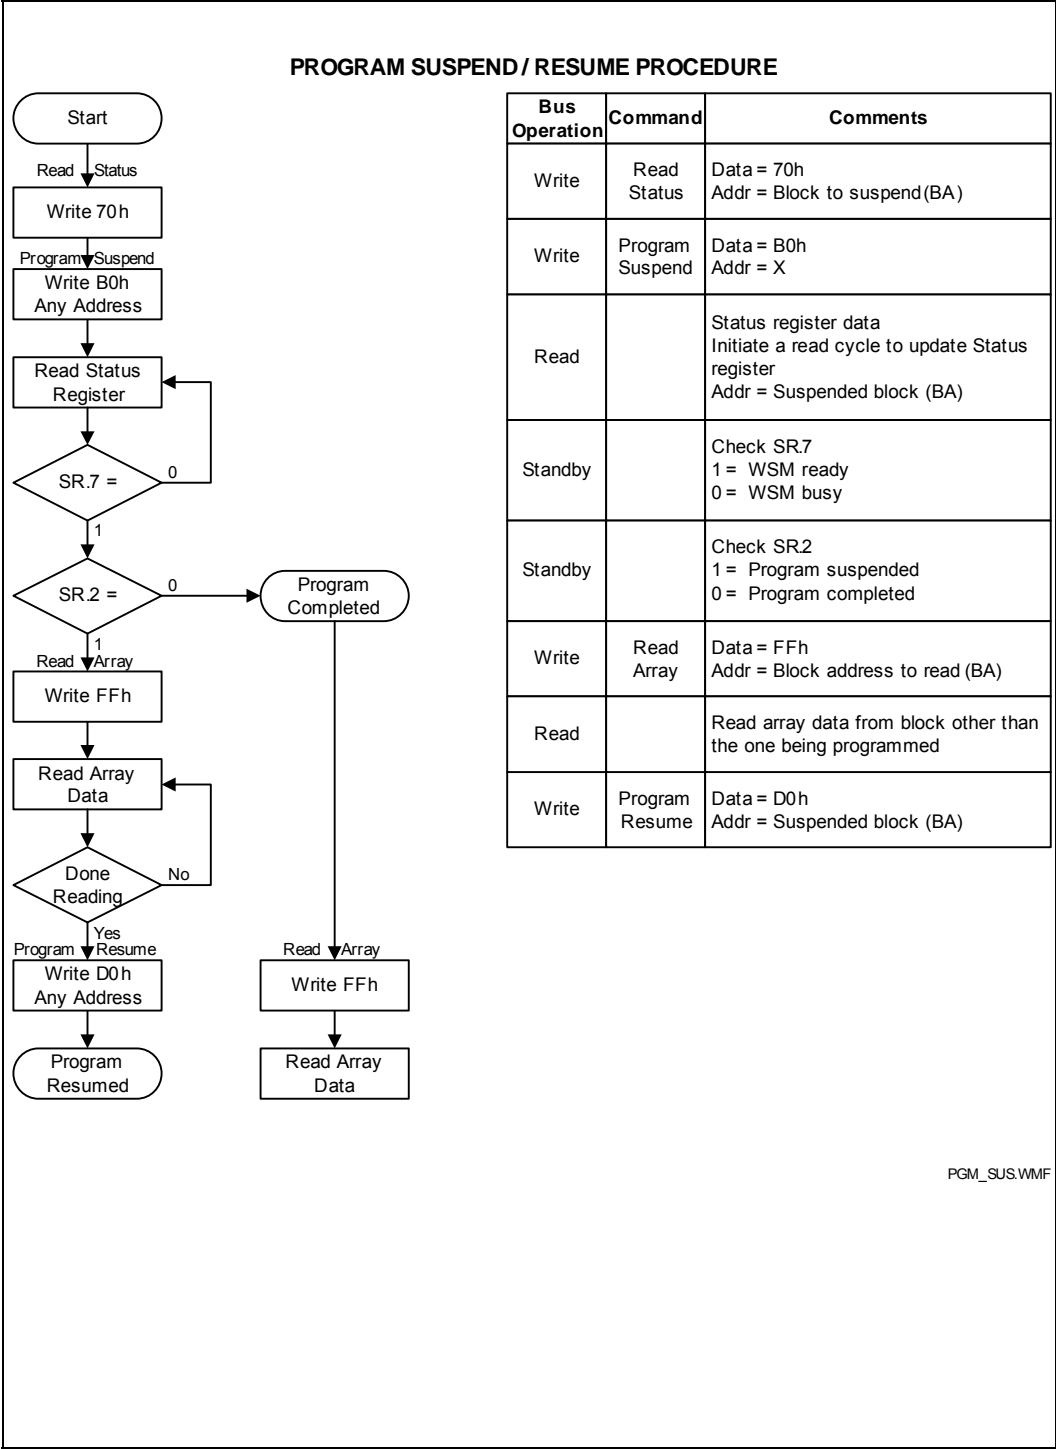 PROGRAM SUSPEND / RESUME PROCEDURE
Start
Read Status
Write 70h
Program Suspend
Write B0h
Any Address
Read Status
Register
SR.7 =
0
1
SR.2 =
0
Program
Completed
1
Read Array
Write FFh
Read Array
Data
Done
Reading
No
Yes
Program Resume
Write D0h
Any Address
Program
Resumed
Read Array
Write FFh
Read Array
Data
Bus
Operation
Command
Comments
Write
Read
Status
Data = 70h
Addr = Block to suspend (BA)
Write
Program
Suspend
Data = B0h
Addr = X
Read
Status register data
Initiate a read cycle to update Status
register
Addr = Suspended block (BA)
Standby
Check SR.7
1 = WSM ready
0 = WSM busy
Standby
Check SR.2
1 = Program suspended
0 = Program completed
Write
Read
Array
Data = FFh
Addr = Block address to read (BA)
Read
Read array data from block other than
the one being programmed
Write
Program
Resume
Data = D0h
Addr = Suspended block (BA)
PGM_SUS.WMF